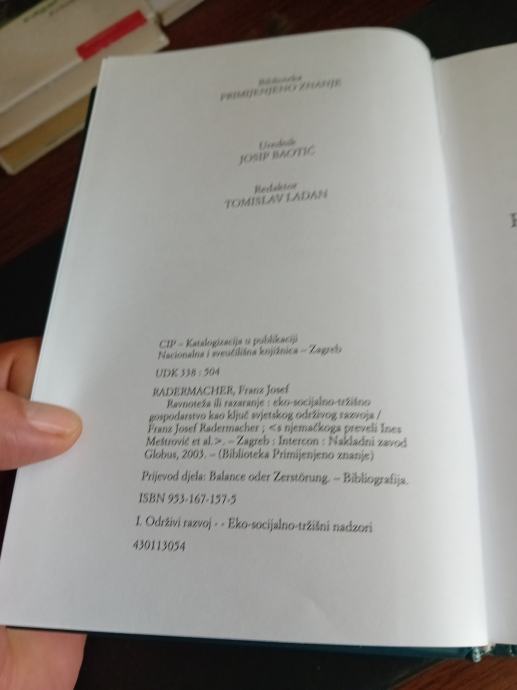 Biblioteka
PRIMIJENJENO ZNANJE
Urednik
JOSIP BAOTIĆ
Redaktor
TOMISLAV LADAN
CIP – Katalogizacija u publikaciji
Nacionalna i sveučilišna knjižnica – Zagreb
UDK 338 : 504
RADERMACHER, Franz Josef
Ravnoteža ili razaranje : eko-socijalno-tržišno
gospodarstvo kao ključ svjetskog održivog razvoja /
Franz Josef Radermacher ; <s njemačkoga preveli Ines
Meštrović et al.>. – Zagreb : Intercon : Nakladni zavod
Globus, 2003. – (Biblioteka Primijenjeno znanje)
Prijevod djela: Balance oder Zerstörung. – Bibliografija.
ISBN 953-167-157-5
I. Održivi razvoj - - Eko-socijalno-tržišni nadzori
430113054